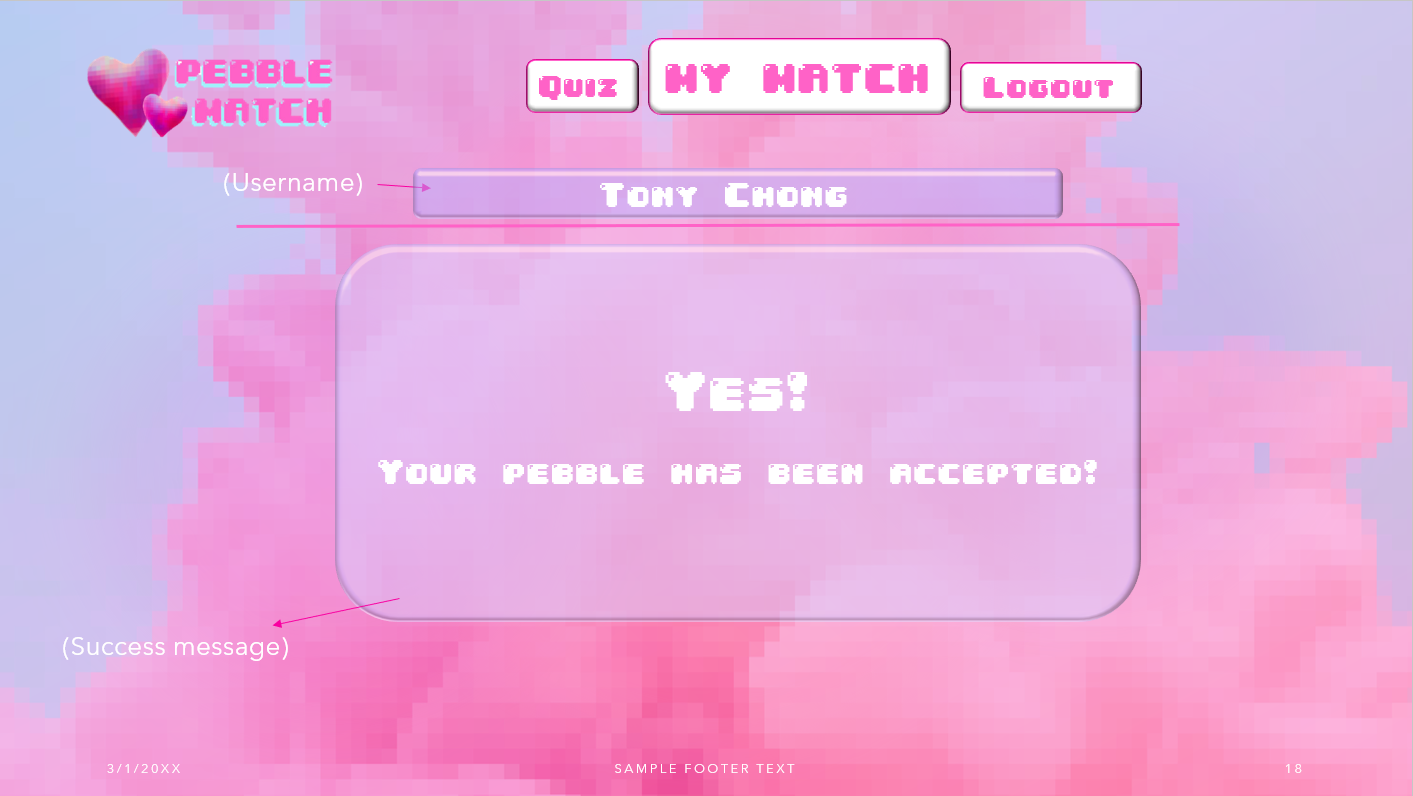 PEBBLE
MATCH
Quiz
MY MATCH
Logout
(Username)
Tony Chong
Yes!
Your pebble has been accepted!
(Success message)
3/1/20XX
SAMPLE FOOTER TEXT
18